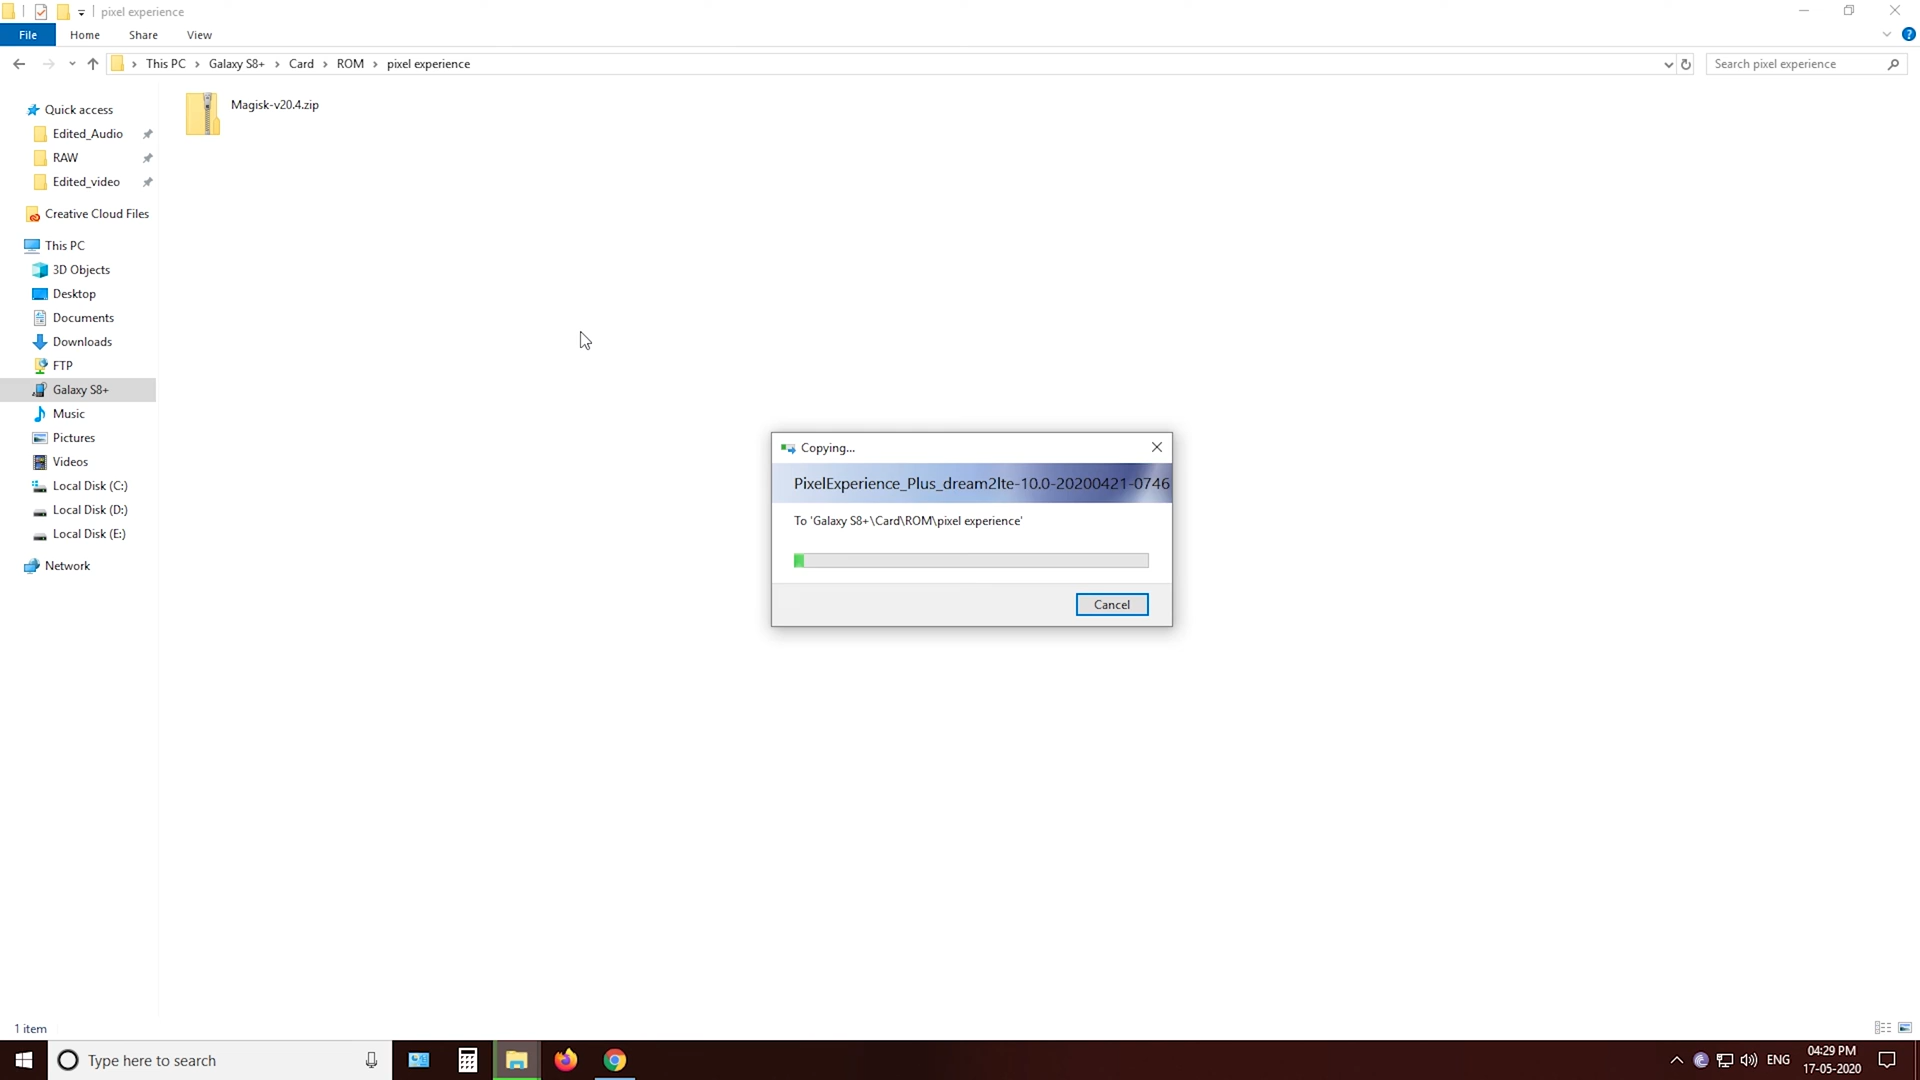 pixel experience
File Home Share View
This PC Galaxy S8+ Card ROM pixel experience
Search pixel experience
Magisk-v20.4.zip
Quick access
Edited_Audio
RAW
Edited_video
Creative Cloud Files
This PC
3D Objects
Desktop
Documents
Downloads
FTP
Galaxy S8+
Music
Pictures
Videos
Local Disk (C:)
Local Disk (D:)
Local Disk (E:)
Network
Copying...
PixelExperience_Plus_dream2lte-10.0-20200421-0746
To 'Galaxy S8+\Card\ROM\pixel experience'
Cancel
1 item
Type here to search
ENG
04:29 PM
17-05-2020